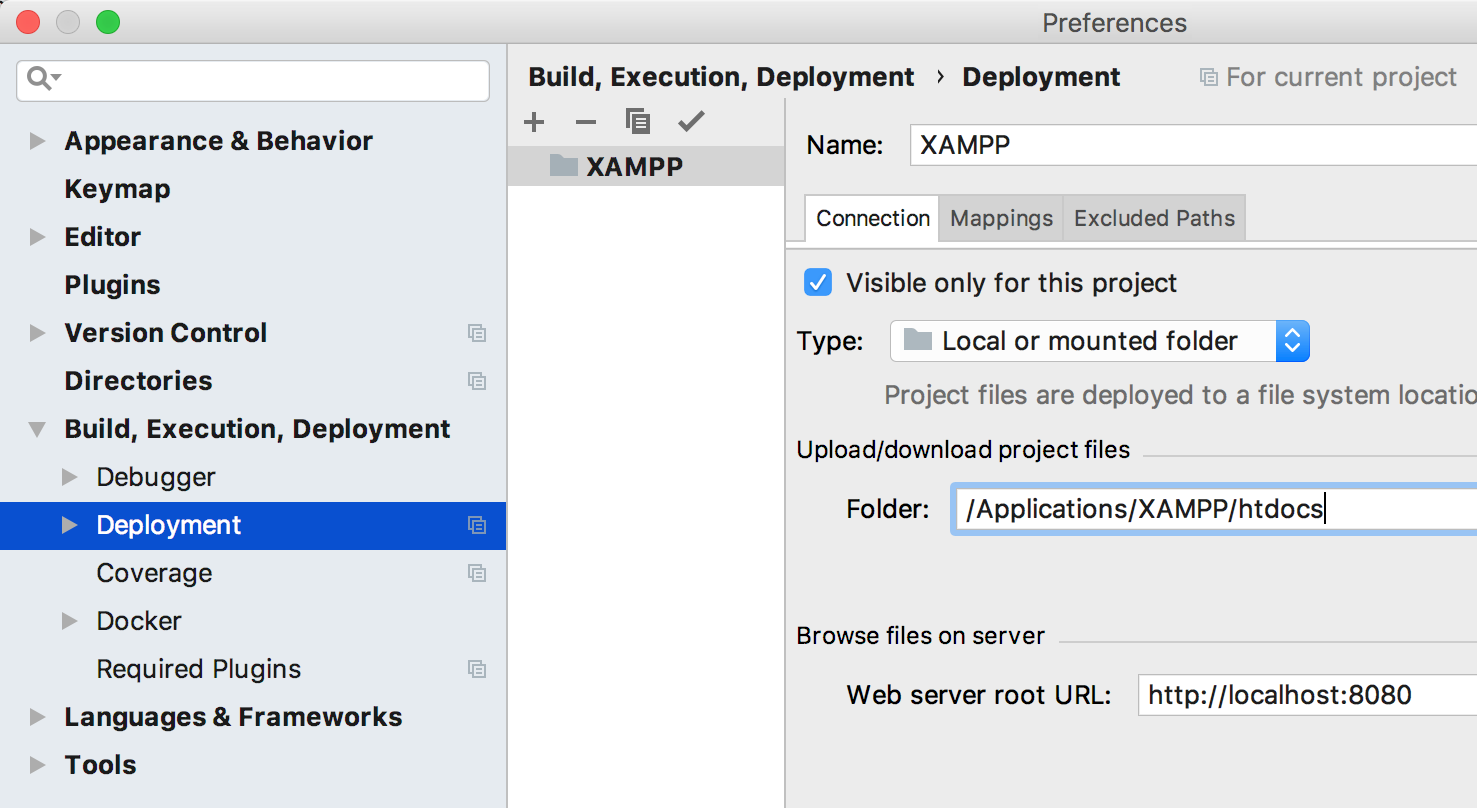 Preferences
Appearance & Behavior
Keymap
Editor
Plugins
Version Control
Directories
Build, Execution, Deployment
Debugger
Deployment
Coverage
Docker
Required Plugins
Languages & Frameworks
Tools
Build, Execution, Deployment › Deployment
For current project
XAMPP
Name: XAMPP
Connection Mappings Excluded Paths
Visible only for this project
Type: Local or mounted folder
Project files are deployed to a file system
Upload/download project files
Folder: /Applications/XAMPP/htdocs
Browse files on server
Web server root URL: http://localhost:8080